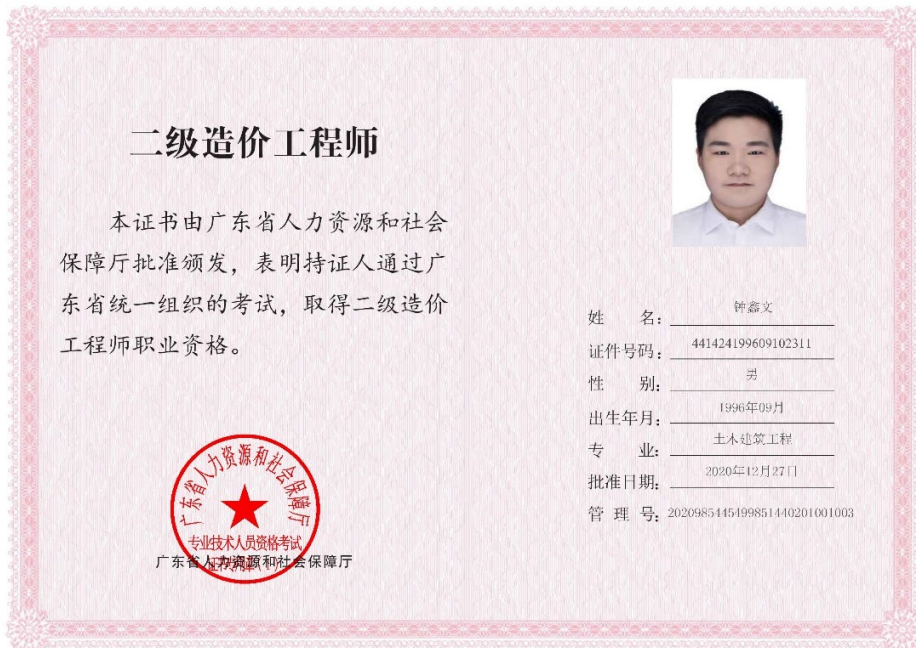 二级造价工程师
本证书由广东省人力资源和社会
保障厅批准颁发，表明持证人通过广
东省统一组织的考试，取得二级造价
工程师职业资格。
广东省人力资源和社会保障厅
专业技术人员资格考试
广东省人力资源和社会保障厅
姓 名： 钟鑫文
证件号码： 441424199609102311
性 别： 男
出生年月： 1996年09月
专 业： 土木建筑工程
批准日期： 2020年12月27日
管 理 号： 20209854454998514402010​01003